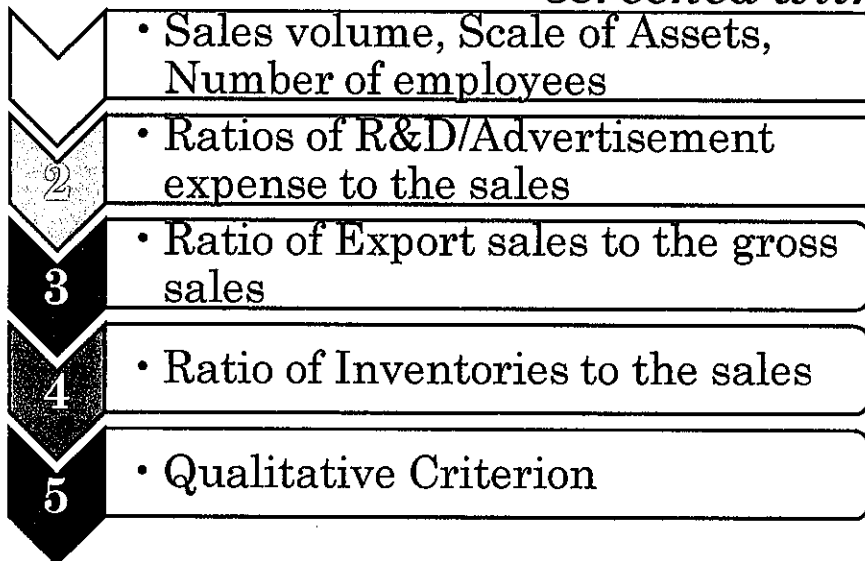 • Sales volume, Scale of Assets,
Number of employees
2
• Ratios of R&D/Advertisement
expense to the sales
3
• Ratio of Export sales to the gross
sales
4
• Ratio of Inventories to the sales
5
• Qualitative Criterion